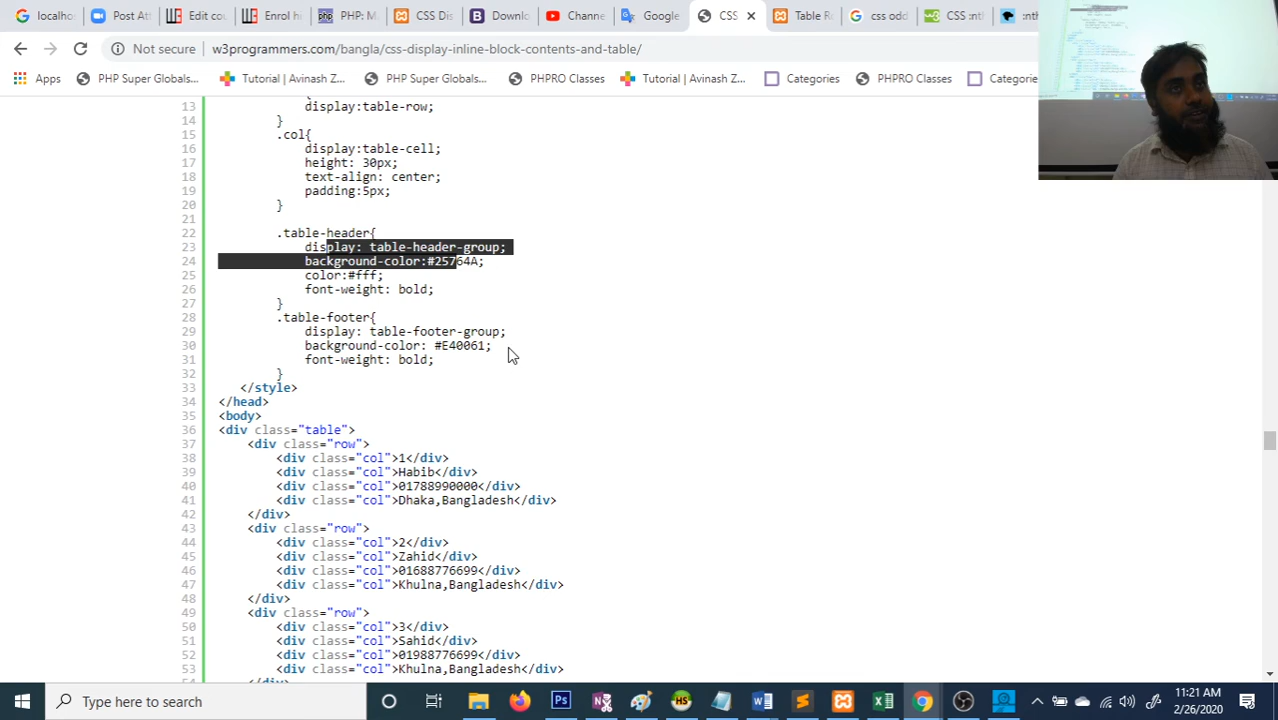 localho
Post Att
Edit cou
Enrol he
PHP: H
CSS Dis
Downlo
Google
CSS
Table S
css odd
CSS :nt
:nth
Not secure
w3programmers.com/bangla/css-display-inline-block-contents-and-table/
Apps
PHP Super Globals...
Tutorial | Avinash Z...
Categories
PHPRO Classes
Tutorial | Avinash Z...
Categories
PHPRO Classes
Categorie
13 display:table-row;
14 }
15 .col{
16 display:table-cell;
17 height: 30px;
18 text-align: center;
19 padding:5px;
20 }
21
22 .table-header{
23 display: table-header-group;
24 background-color:#25764A;
25 color:#fff;
26 font-weight: bold;
27 }
28 .table-footer{
29 display: table-footer-group;
30 background-color: #E40061;
31 font-weight: bold;
32 }
33 </style>
34 </head>
35 <body>
36 <div class="table">
37 <div class="row">
38 <div class="col">1</div>
39 <div class="col">Habib</div>
40 <div class="col">01788990000</div>
41 <div class="col">Dhaka,Bangladesh</div>
42 </div>
43 <div class="row">
44 <div class="col">2</div>
45 <div class="col">Zahid</div>
46 <div class="col">01688776699</div>
47 <div class="col">Khulna,Bangladesh</div>
48 </div>
49 <div class="row">
50 <div class="col">3</div>
51 <div class="col">Sahid</div>
52 <div class="col">01988776699</div>
53 <div class="col">Khulna,Bangladesh</div>
54 </div>
Type here to search
11:21 AM
2/26/2020